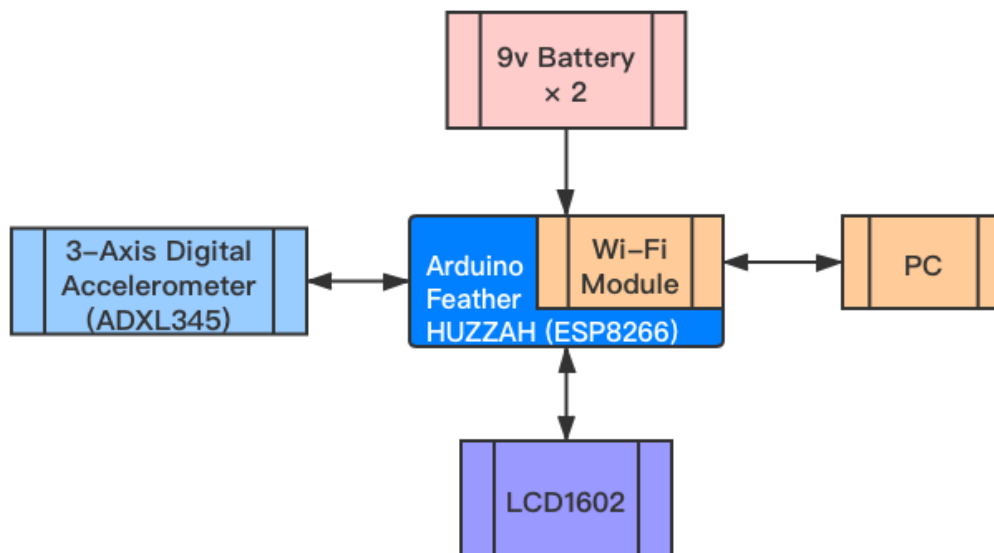 9v Battery
× 2
3–Axis Digital
Accelerometer
(ADXL345)
Arduino
Feather
HUZZAH (ESP8266)
Wi–Fi
Module
PC
LCD1602